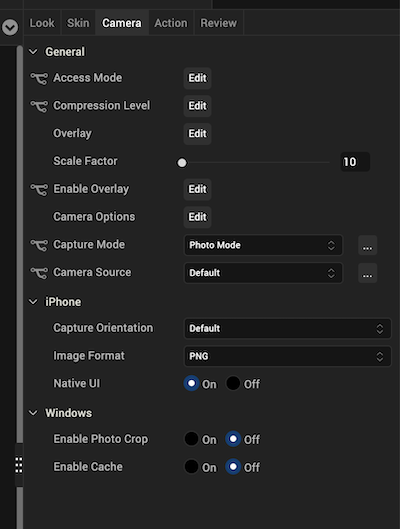 Look Skin Camera Action Review
General
Access Mode Edit
Compression Level Edit
Overlay Edit
Scale Factor 10
Enable Overlay Edit
Camera Options Edit
Capture Mode Photo Mode ...
Camera Source Default ...
iPhone
Capture Orientation Default
Image Format PNG
Native UI On Off
Windows
Enable Photo Crop On Off
Enable Cache On Off